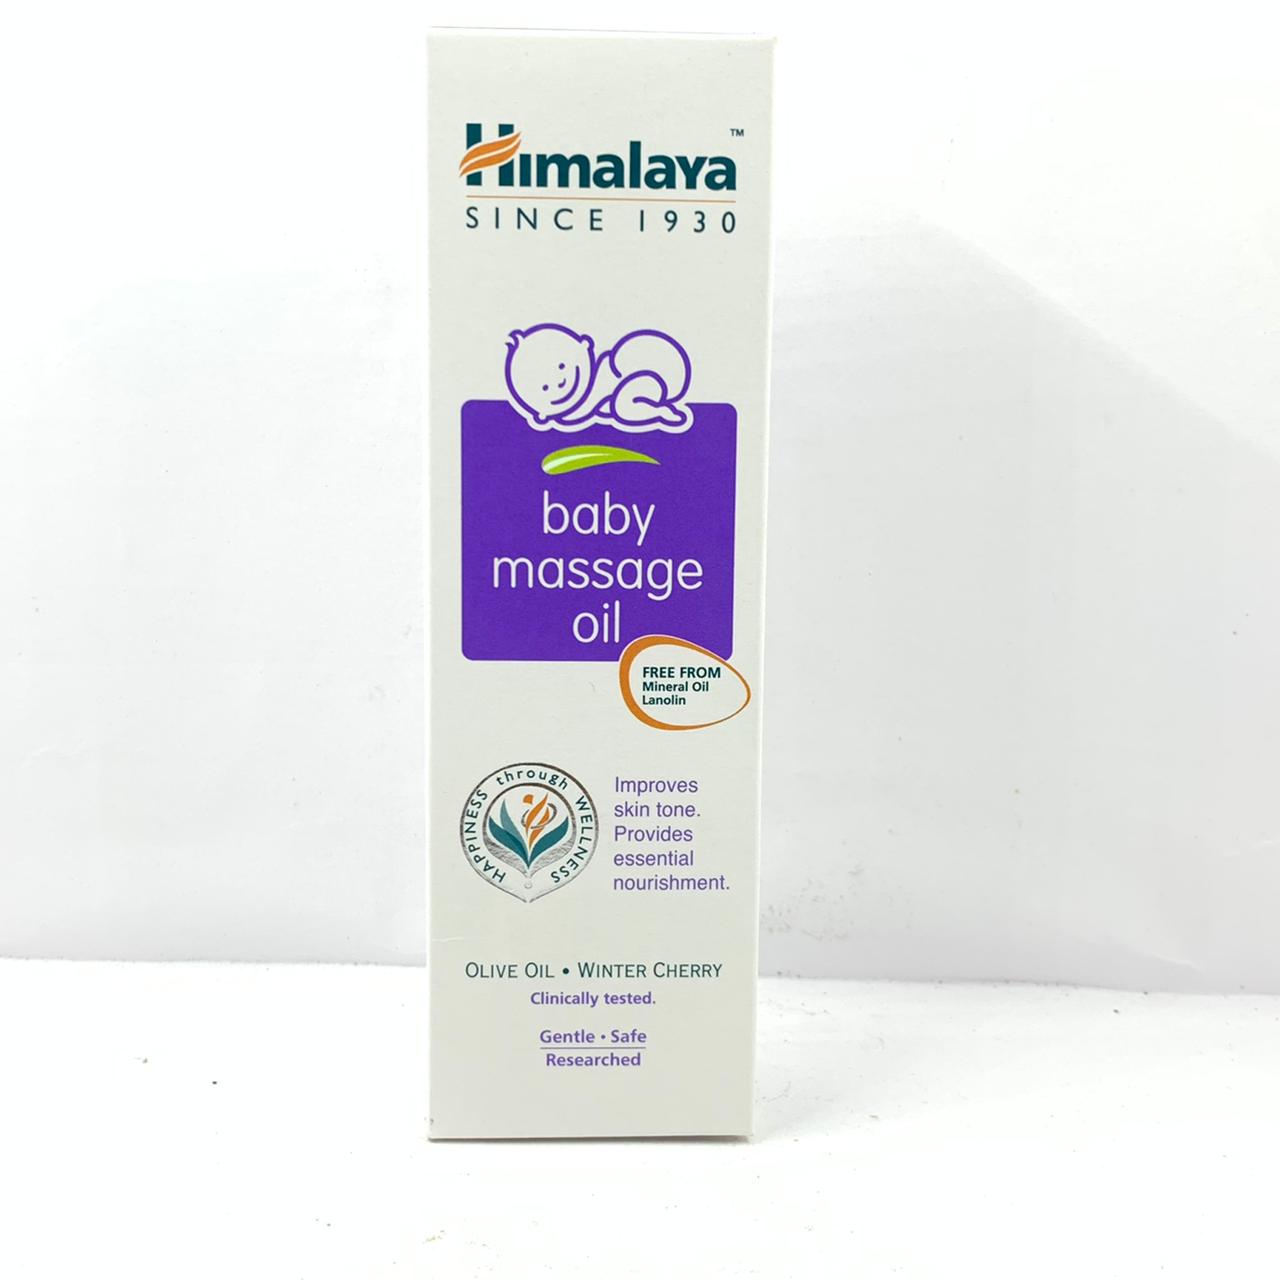 Himalaya™
SINCE 1930
baby
massage
oil
FREE FROM
Mineral Oil
Lanolin
HAPPINESS through WELLNESS
Improves
skin tone.
Provides
essential
nourishment.
OLIVE OIL • WINTER CHERRY
Clinically tested.
Gentle • Safe
Researched